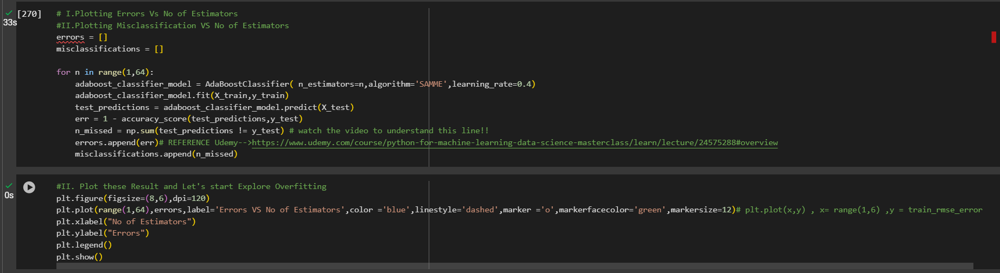 [270] # I.Plotting Errors Vs No of Estimators
33s #II.Plotting Misclassification VS No of Estimators
errors = []
misclassifications = []
for n in range(1,64):
    adaboost_classifier_model = AdaBoostClassifier( n_estimators=n,algorithm='SAMME',learning_rate=0.4)
    adaboost_classifier_model.fit(X_train,y_train)
    test_predictions = adaboost_classifier_model.predict(X_test)
    err = 1 - accuracy_score(test_predictions,y_test)
    n_missed = np.sum(test_predictions != y_test) # watch the video to understand this line!!
    errors.append(err)# REFERENCE Udemy-->https://www.udemy.com/course/python-for-machine-learning-data-science-masterclass/learn/lecture/24575288#overview
    misclassifications.append(n_missed)
#II. Plot these Result and Let's start Explore Overfitting
0s plt.figure(figsize=(8,6),dpi=120)
plt.plot(range(1,64),errors,label='Errors VS No of Estimators',color ='blue',linestyle='dashed',marker ='o',markerfacecolor='green',markersize=12)# plt.plot(x,y) , x= range(1,6) ,y = train_rmse_error
plt.xlabel("No of Estimators")
plt.ylabel("Errors")
plt.legend()
plt.show()